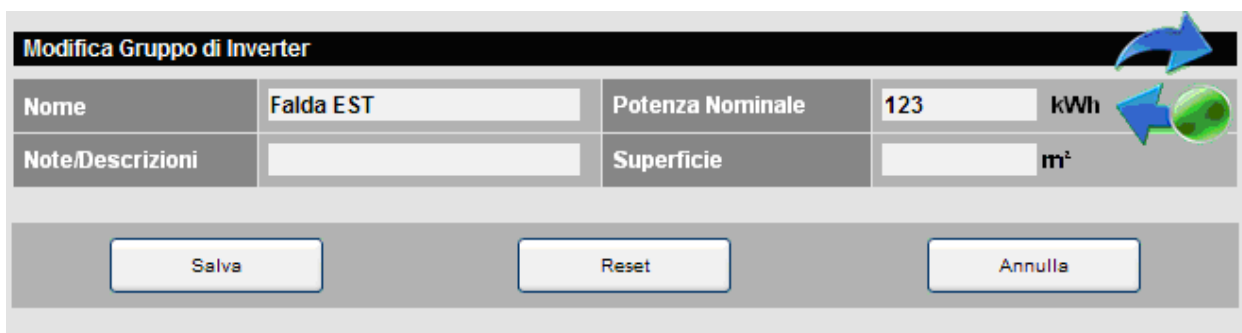 Modifica Gruppo di Inverter
Nome Falda EST Potenza Nominale 123 kWh
Note/Descrizioni Superficie m²
Salva Reset Annulla